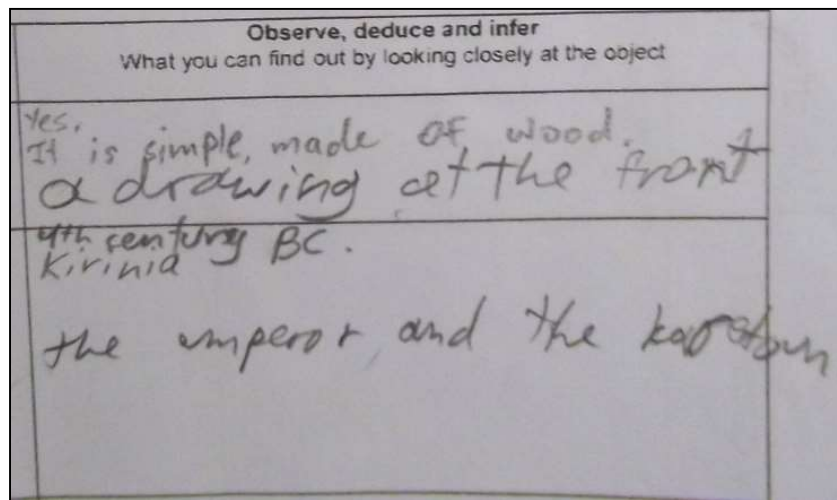 Observe, deduce and infer
What you can find out by looking closely at the object
Yes.
It is simple, made of wood.
a drawing at the front
4th century BC.
Kirinia
the emperor and the